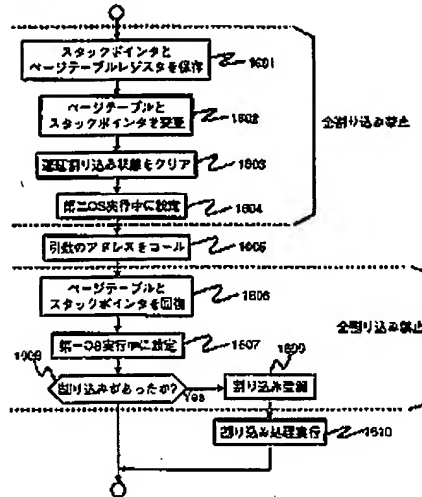 スタックポインタと
ページテーブルレジスタを保存
1601
ページテーブルと
スタックポインタを変更
1602
全割り込み禁止
遅延割り込み状態をクリア
1603
第二OS実行中に設定
1604
引数のアドレスをコール
1605
ページテーブルと
スタックポインタを回復
1606
全割り込み禁止
第一OS実行中に設定
1607
1608
1609
割り込みがあったか?
Yes
割り込み登録
割り込み処理実行
1610